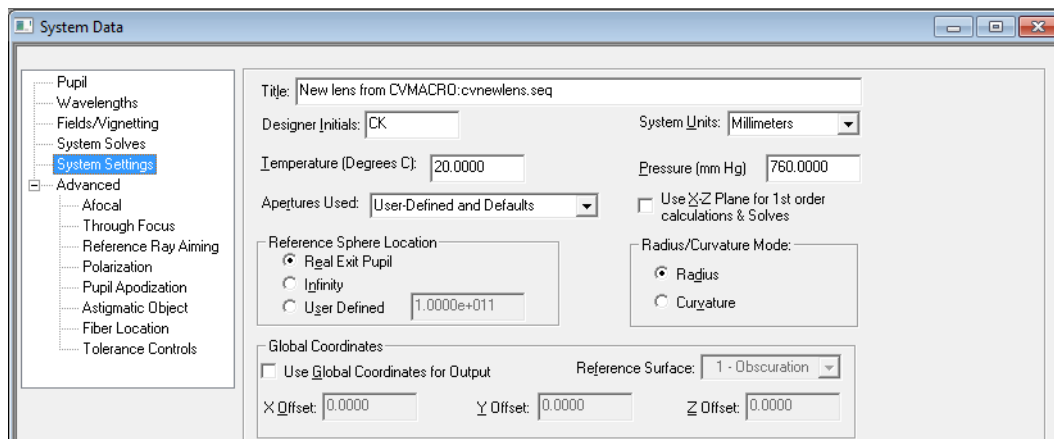 System Data
Pupil
Wavelengths
Fields/Vignetting
System Solves
System Settings
Advanced
Afocal
Through Focus
Reference Ray Aiming
Polarization
Pupil Apodization
Astigmatic Object
Fiber Location
Tolerance Controls
Title: New lens from CVMACRO:cvnewlens.seq
Designer Initials: CK System Units: Millimeters
Temperature (Degrees C): 20.0000 Pressure (mm Hg) 760.0000
Apertures Used: User-Defined and Defaults Use X-Z Plane for 1st order
calculations & Solves
Reference Sphere Location
Real Exit Pupil
Infinity
User Defined 1.0000e+011
Radius/Curvature Mode:
Radius
Curvature
Global Coordinates
Use Global Coordinates for Output Reference Surface: 1 - Obscuration
X Offset: 0.0000 Y Offset: 0.0000 Z Offset: 0.0000